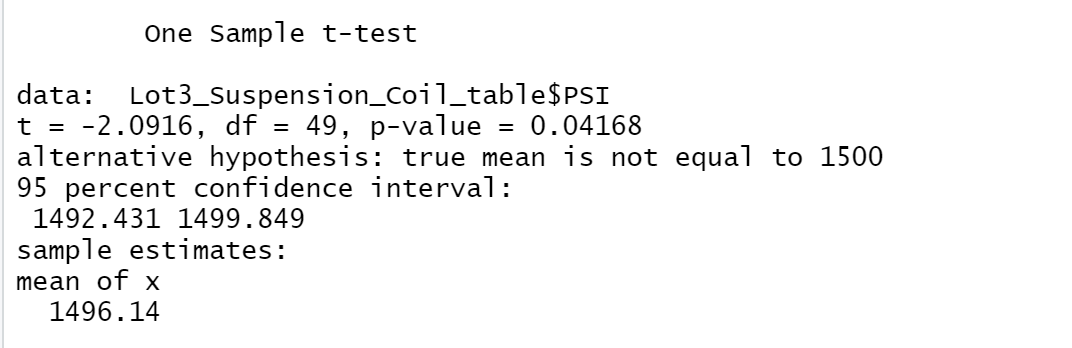 One Sample t-test
data:  Lot3_Suspension_Coil_table$PSI
t = -2.0916, df = 49, p-value = 0.04168
alternative hypothesis: true mean is not equal to 1500
95 percent confidence interval:
1492.431 1499.849
sample estimates:
mean of x
1496.14